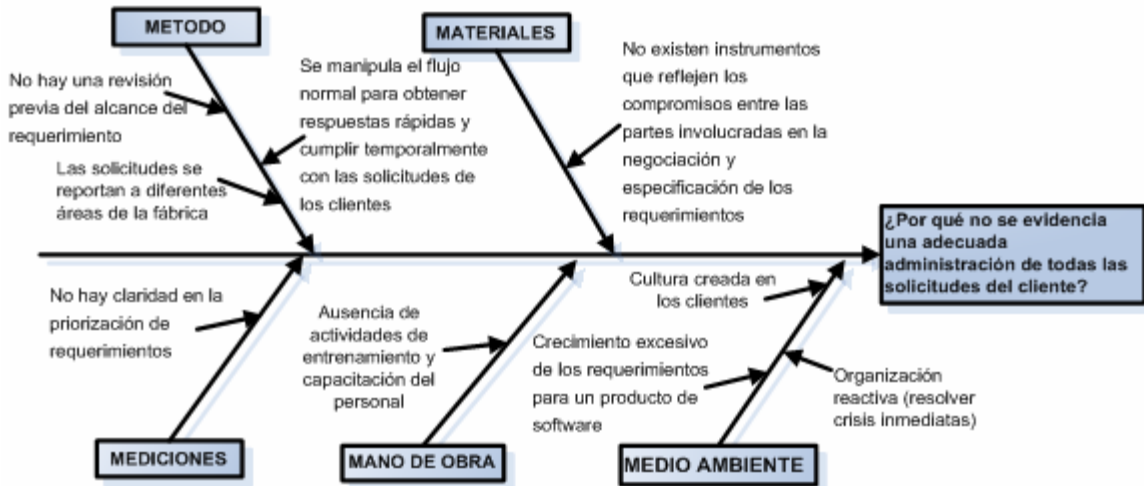 METODO
No hay una revisión
previa del alcance del
requerimiento
Las solicitudes se
reportan a diferentes
áreas de la fábrica
Se manipula el flujo
normal para obtener
respuestas rápidas y
cumplir temporalmente
con las solicitudes de
los clientes
MATERIALES
No existen instrumentos
que reflejen los
compromisos entre las
partes involucradas en la
negociación y
especificación de los
requerimientos
¿Por qué no se evidencia
una adecuada
administración de todas las
solicitudes del cliente?
No hay claridad en la
priorización de
requerimientos
MEDICIONES
Ausencia de
actividades de
entrenamiento y
capacitación del
personal
MANO DE OBRA
Cultura creada en
los clientes
Crecimiento excesivo
de los requerimientos
para un producto de
software
Organización
reactiva (resolver
crisis inmediatas)
MEDIO AMBIENTE